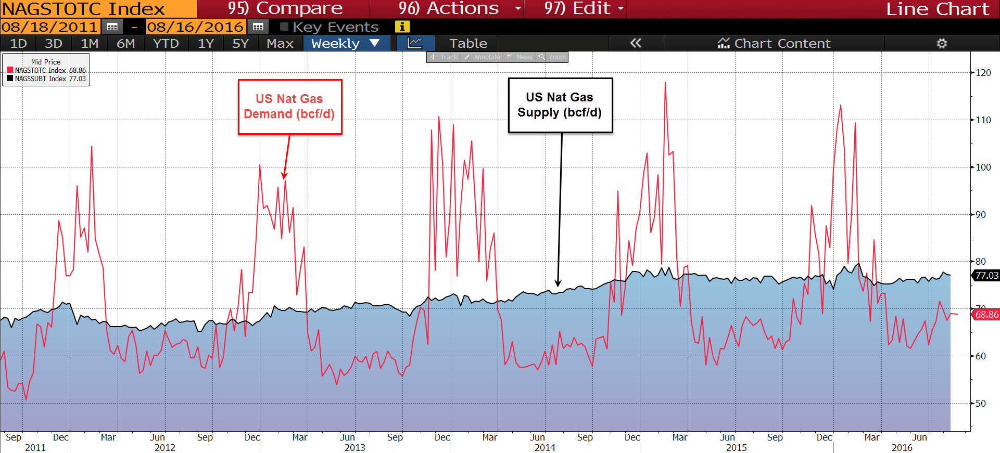 NAGSTOTC Index 95) Compare 96) Actions 97) Edit Line Chart
08/18/2011 - 08/16/2016 Key Events i
1D 3D 1M 6M YTD 1Y 5Y Max Weekly Table « Chart Content
Track Annotate News Zoom
Mid Price
NAGSTOTC Index 68.86
NAGSSUBT Index 77.03
US Nat Gas
Demand (bcf/d)
US Nat Gas
Supply (bcf/d)
120
110
100
90
80
77.03
70
68.86
60
50
Sep Dec Mar Jun Sep Dec Mar Jun Sep Dec Mar Jun Sep Dec Mar Jun Sep Dec Mar Jun
2011 2012 2013 2014 2015 2016